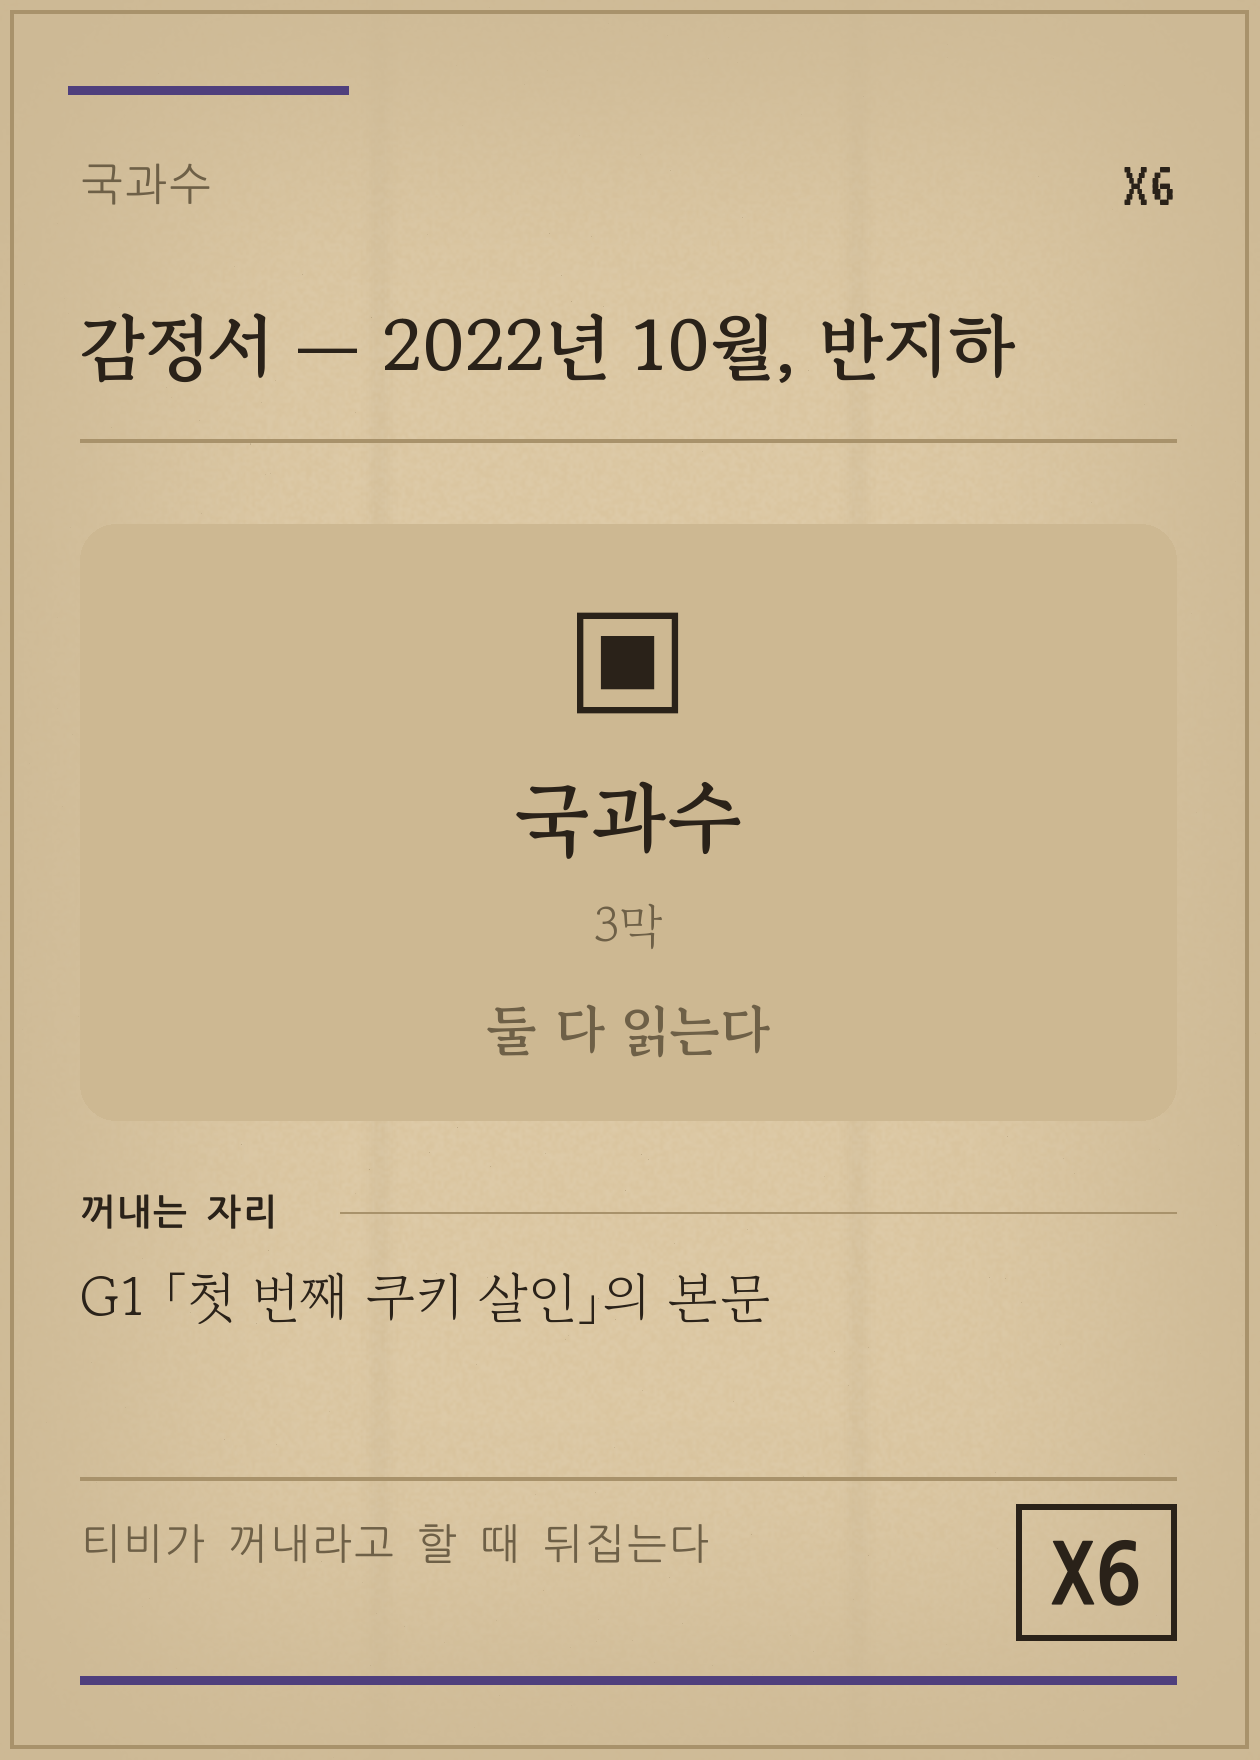 국과수
X6
감정서 — 2022년 10월, 반지하
국과수
3막
둘 다 읽는다
꺼내는 자리
G1 「첫 번째 쿠키 살인」의 본문
티비가 꺼내라고 할 때 뒤집는다
X6